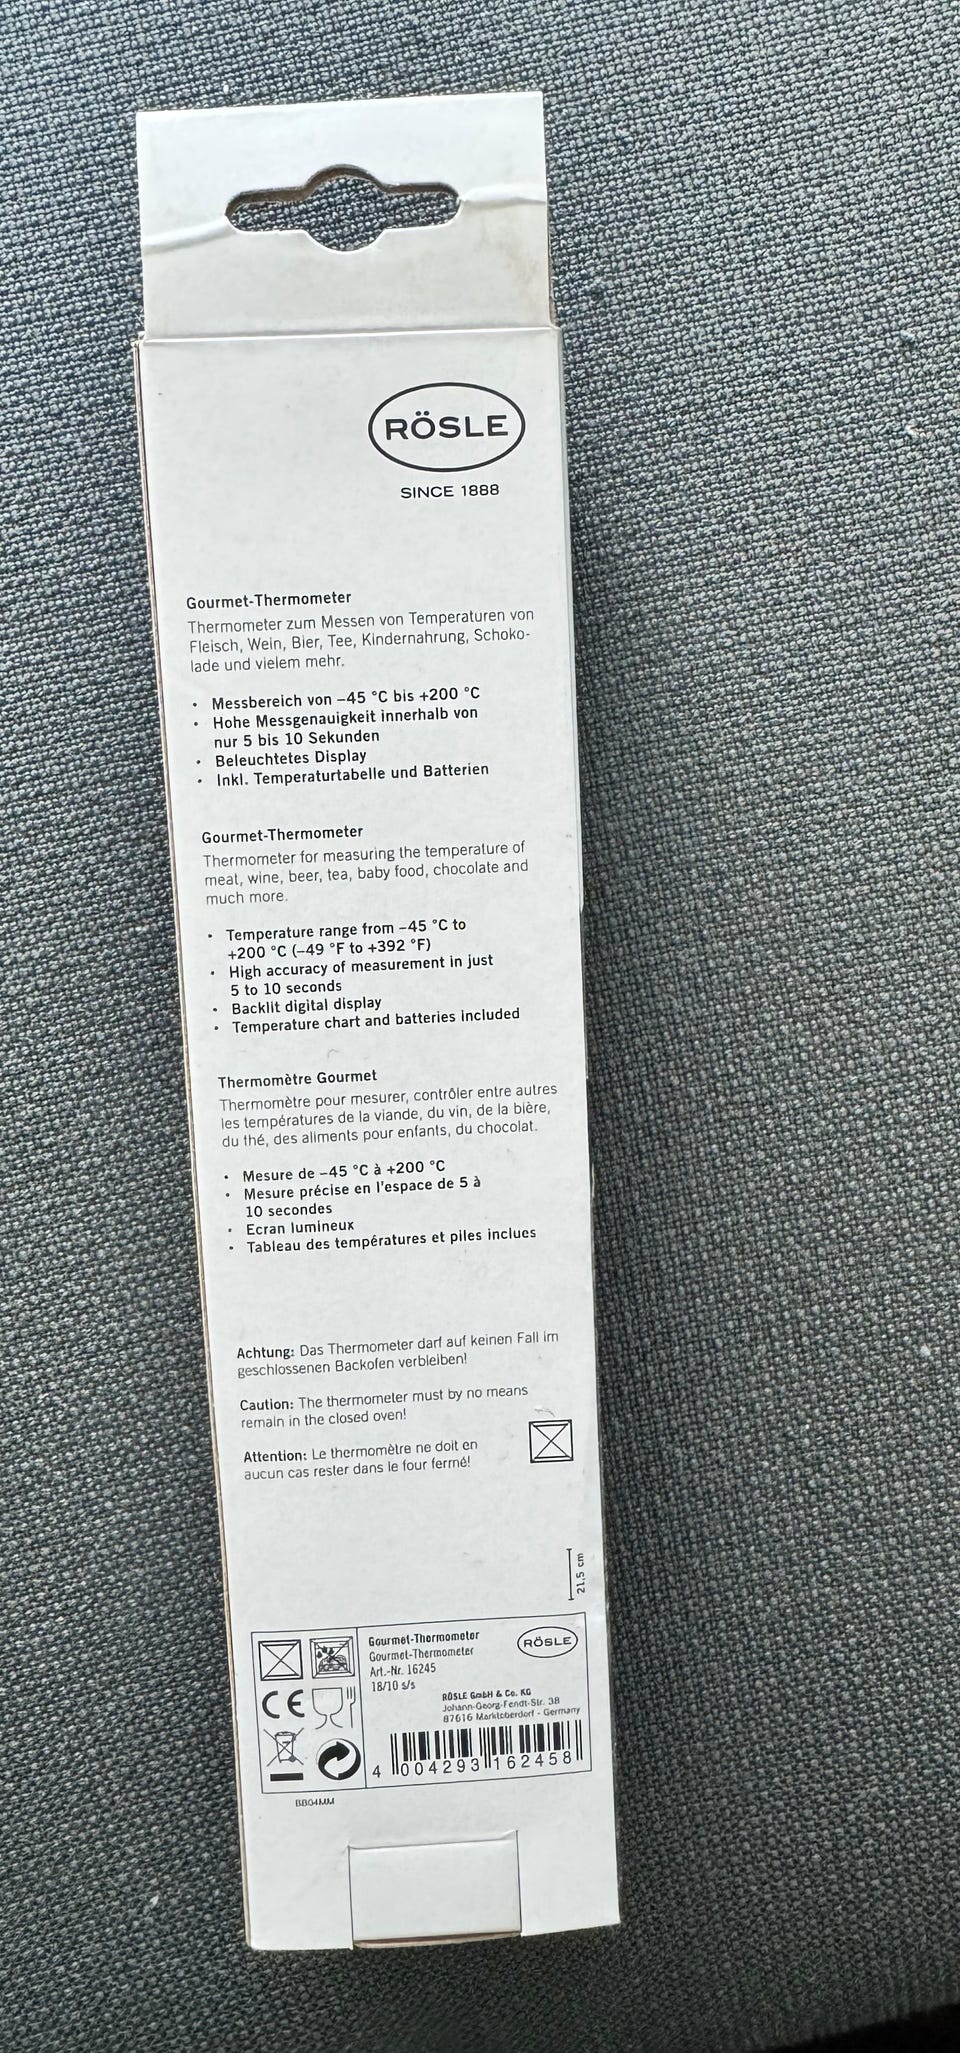 RÖSLE
SINCE 1888
Gourmet-Thermometer
Thermometer zum Messen von Temperaturen von
Fleisch, Wein, Bier, Tee, Kindernahrung, Schoko-
lade und vielem mehr.
• Messbereich von –45 °C bis +200 °C
• Hohe Messgenauigkeit innerhalb von
nur 5 bis 10 Sekunden
• Beleuchtetes Display
• Inkl. Temperaturtabelle und Batterien
Gourmet-Thermometer
Thermometer for measuring the temperature of
meat, wine, beer, tea, baby food, chocolate and
much more.
• Temperature range from –45 °C to
+200 °C (–49 °F to +392 °F)
• High accuracy of measurement in just
5 to 10 seconds
• Backlit digital display
• Temperature chart and batteries included
Thermomètre Gourmet
Thermomètre pour mesurer, contrôler entre autres
les températures de la viande, du vin, de la bière,
du thé, des aliments pour enfants, du chocolat.
• Mesure de –45 °C à +200 °C
• Mesure précise en l'espace de 5 à
10 secondes
• Ecran lumineux
• Tableau des températures et piles inclues
Achtung: Das Thermometer darf auf keinen Fall im
geschlossenen Backofen verbleiben!
Caution: The thermometer must by no means
remain in the closed oven!
Attention: Le thermomètre ne doit en
aucun cas rester dans le four fermé!
21,5 cm
Gourmet-Thermometer
Gourmet-Thermometer
Art.-Nr. 16245
18/10 s/s
RÖSLE
RÖSLE GmbH & Co. KG
Johann-Georg-Fendt-Str. 38
87616 Marktoberdorf - Germany
CE
4 004293 162458
BB04MM